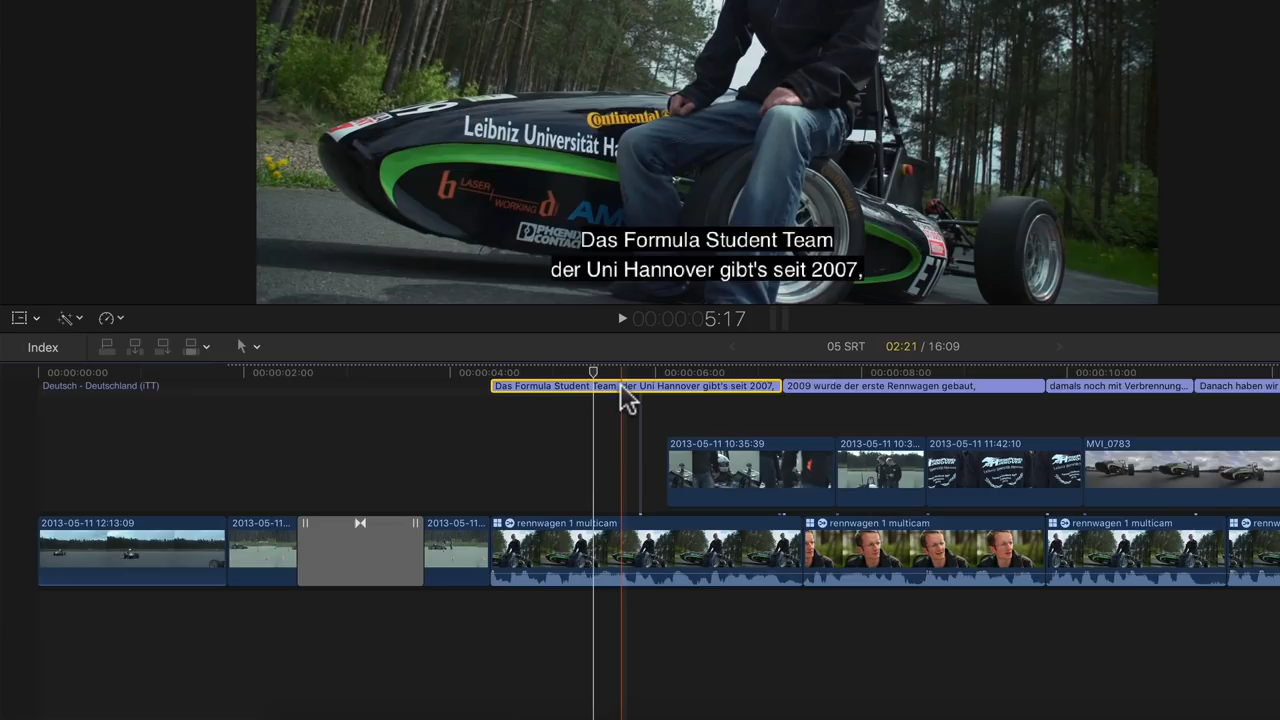 Continental
Leibniz Universität Ha
LASER
WORKING
AM
PHŒNIX
CONTACT
Das Formula Student Team
der Uni Hannover gibt's seit 2007,
00:00:05:17
Index
05 SRT
02:21 / 16:09
00:00:00:00
00:00:02:00
00:00:04:00
00:00:06:00
00:00:08:00
00:00:10:00
Deutsch - Deutschland (iTT)
Das Formula Student Team der Uni Hannover gibt's seit 2007,
2009 wurde der erste Rennwagen gebaut,
damals noch mit Verbrennung...
Danach haben wir
2013-05-11 10:35:39
2013-05-11 10:3...
2013-05-11 11:42:10
MVI_0783
2013-05-11 12:13:09
2013-05-11...
2013-05-11...
rennwagen 1 multicam
rennwagen 1 multicam
rennwagen 1 multicam
rennw